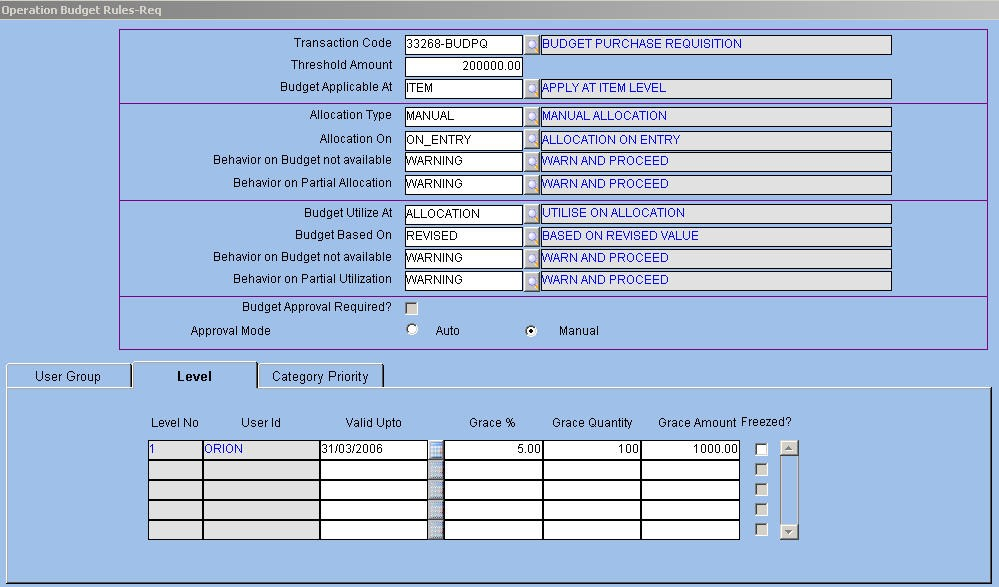 Operation Budget Rules-Req
Transaction Code 33268-BUDPQ BUDGET PURCHASE REQUISITION
Threshold Amount 200000.00
Budget Applicable At ITEM APPLY AT ITEM LEVEL
Allocation Type MANUAL MANUAL ALLOCATION
Allocation On ON_ENTRY ALLOCATION ON ENTRY
Behavior on Budget not available WARNING WARN AND PROCEED
Behavior on Partial Allocation WARNING WARN AND PROCEED
Budget Utilize At ALLOCATION UTILISE ON ALLOCATION
Budget Based On REVISED BASED ON REVISED VALUE
Behavior on Budget not available WARNING WARN AND PROCEED
Behavior on Partial Utilization WARNING WARN AND PROCEED
Budget Approval Required?
Approval Mode Auto Manual
User Group Level Category Priority
Level No User Id Valid Upto Grace % Grace Quantity Grace Amount Freezed?
1 ORION 31/03/2006 5.00 100 1000.00